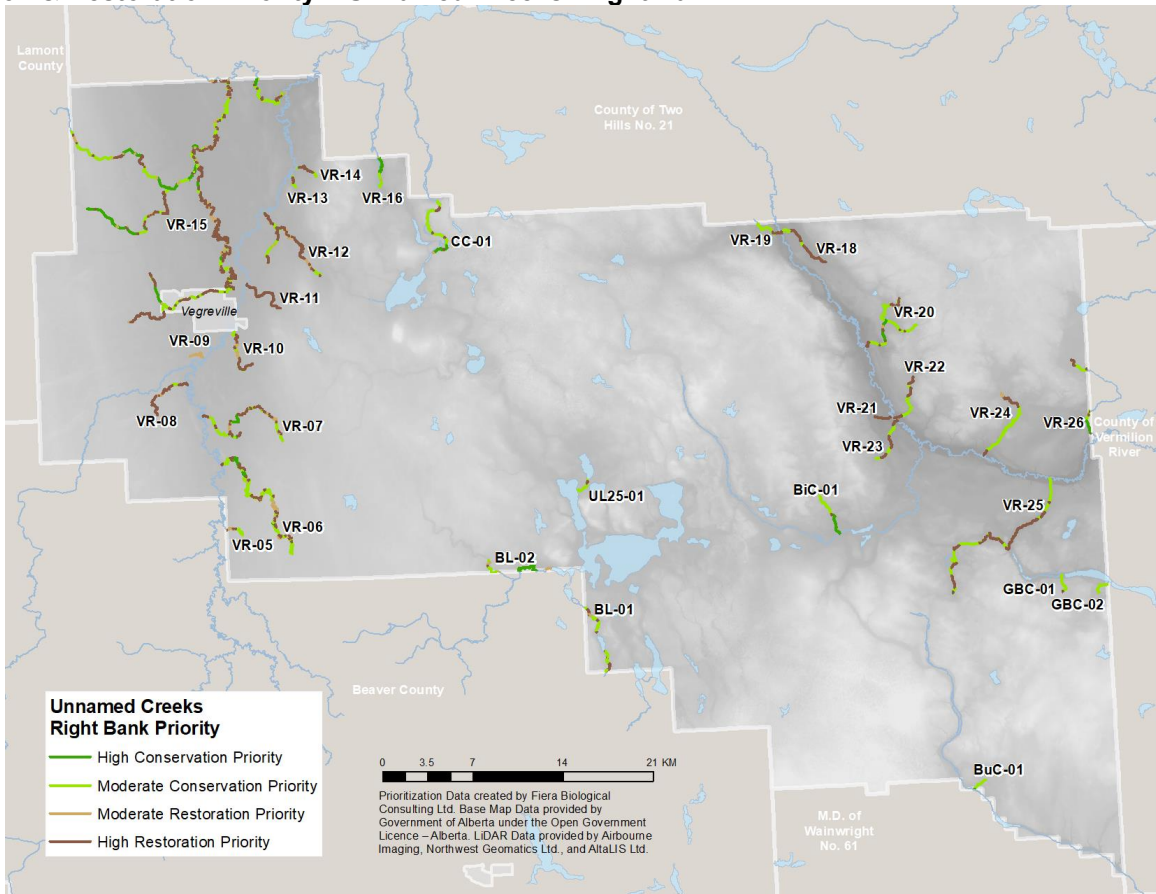 Lamont
County
County of Two
Hills No. 21
VR-14
VR-13
VR-16
VR-15
CC-01
VR-19
VR-18
VR-12
VR-11
Vegreville
VR-20
VR-09
VR-10
VR-22
VR-08
VR-21
VR-24
VR-26
County of
Vermilion
River
VR-07
VR-23
UL25-01
BiC-01
VR-25
VR-06
VR-05
BL-02
GBC-01
GBC-02
BL-01
Beaver County
Unnamed Creeks
Right Bank Priority
High Conservation Priority
Moderate Conservation Priority
Moderate Restoration Priority
High Restoration Priority
0 3.5 7 14 21 KM
Prioritization Data created by Fiera Biological
Consulting Ltd. Base Map Data provided by
Government of Alberta under the Open Government
Licence – Alberta. LiDAR Data provided by Airbourne
Imaging, Northwest Geomatics Ltd., and AltaLIS Ltd.
BuC-01
M.D. of
Wainwright
No. 61